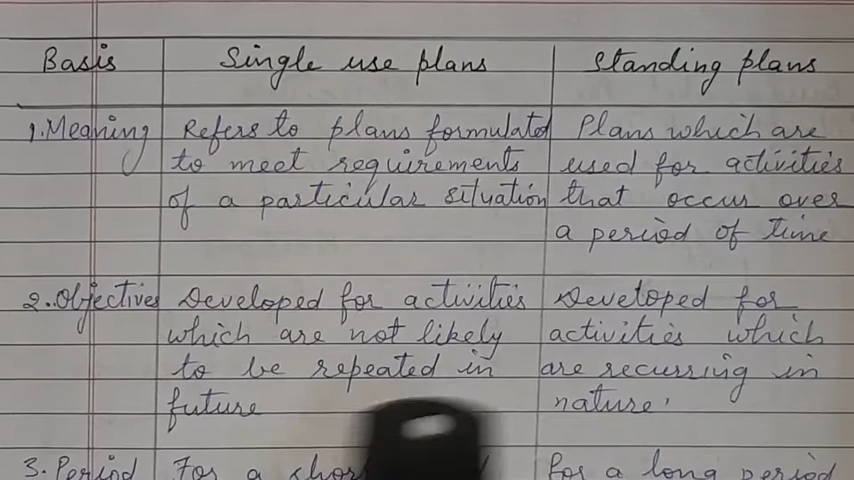 Basis Single use plans Standing plans
1. Meaning Refers to plans formulated Plans which are
to meet requirements used for activities
of a particular situation that occur over
a period of time
2. Objectives Developed for activities Developed for
which are not likely activities which
to be repeated in are recurring in
future nature.
3. Period For a for a long period